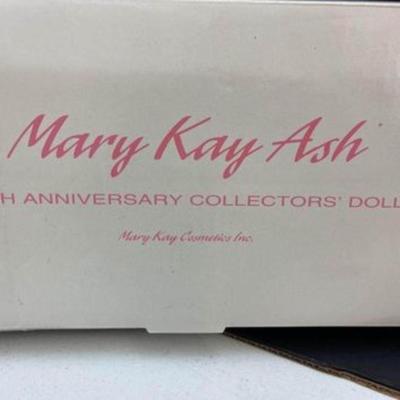 Mary Kay Ash
H ANNIVERSARY COLLECTORS' DOLL
Mary Kay Cosmetics Inc.